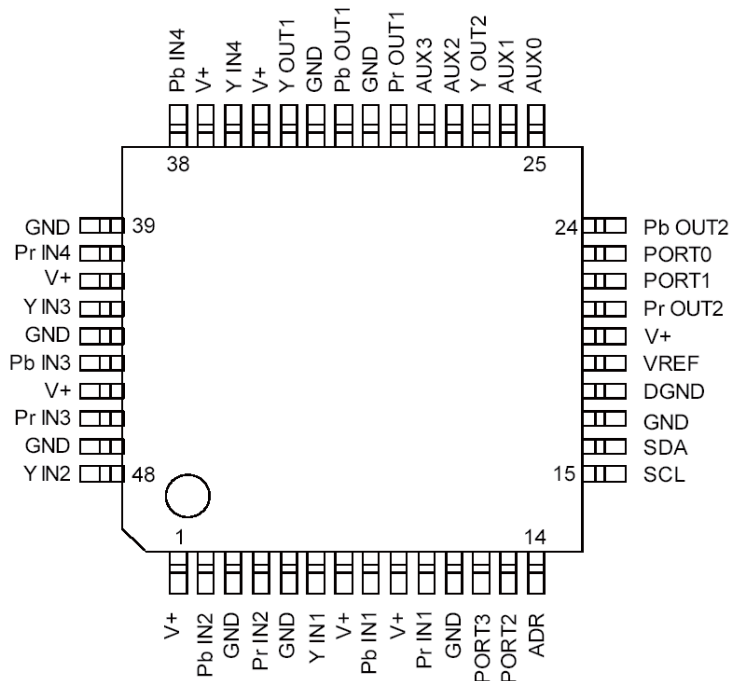 Pb IN4
V+
Y IN4
V+
Y OUT1
GND
Pb OUT1
GND
Pr OUT1
AUX3
AUX2
Y OUT2
AUX1
AUX0
38
25
GND
39
24
Pb OUT2
Pr IN4
PORT0
V+
PORT1
Y IN3
Pr OUT2
GND
V+
Pb IN3
VREF
V+
DGND
Pr IN3
GND
GND
SDA
Y IN2
48
15
SCL
1
14
V+
Pb IN2
GND
Pr IN2
GND
Y IN1
V+
Pb IN1
V+
Pr IN1
GND
PORT3
PORT2
ADR